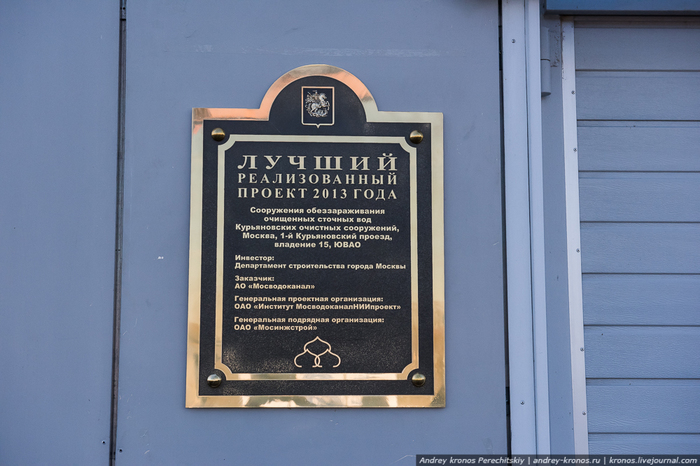 ЛУЧШИЙ
РЕАЛИЗОВАННЫЙ
ПРОЕКТ 2013 ГОДА
Сооружения обеззараживания
очищенных сточных вод
Курьяновских очистных сооружений,
Москва, 1-й Курьяновский проезд,
владение 15, ЮВАО
Инвестор:
Департамент строительства города Москвы
Заказчик:
АО «Мосводоканал»
Генеральная проектная организация:
ОАО «Институт МосводоканалНИИпроект»
Генеральная подрядная организация:
ОАО «Мосинжстрой»
Andrey kronos Perechitskiy | andrey-kronos.ru | kronos.livejournal.com